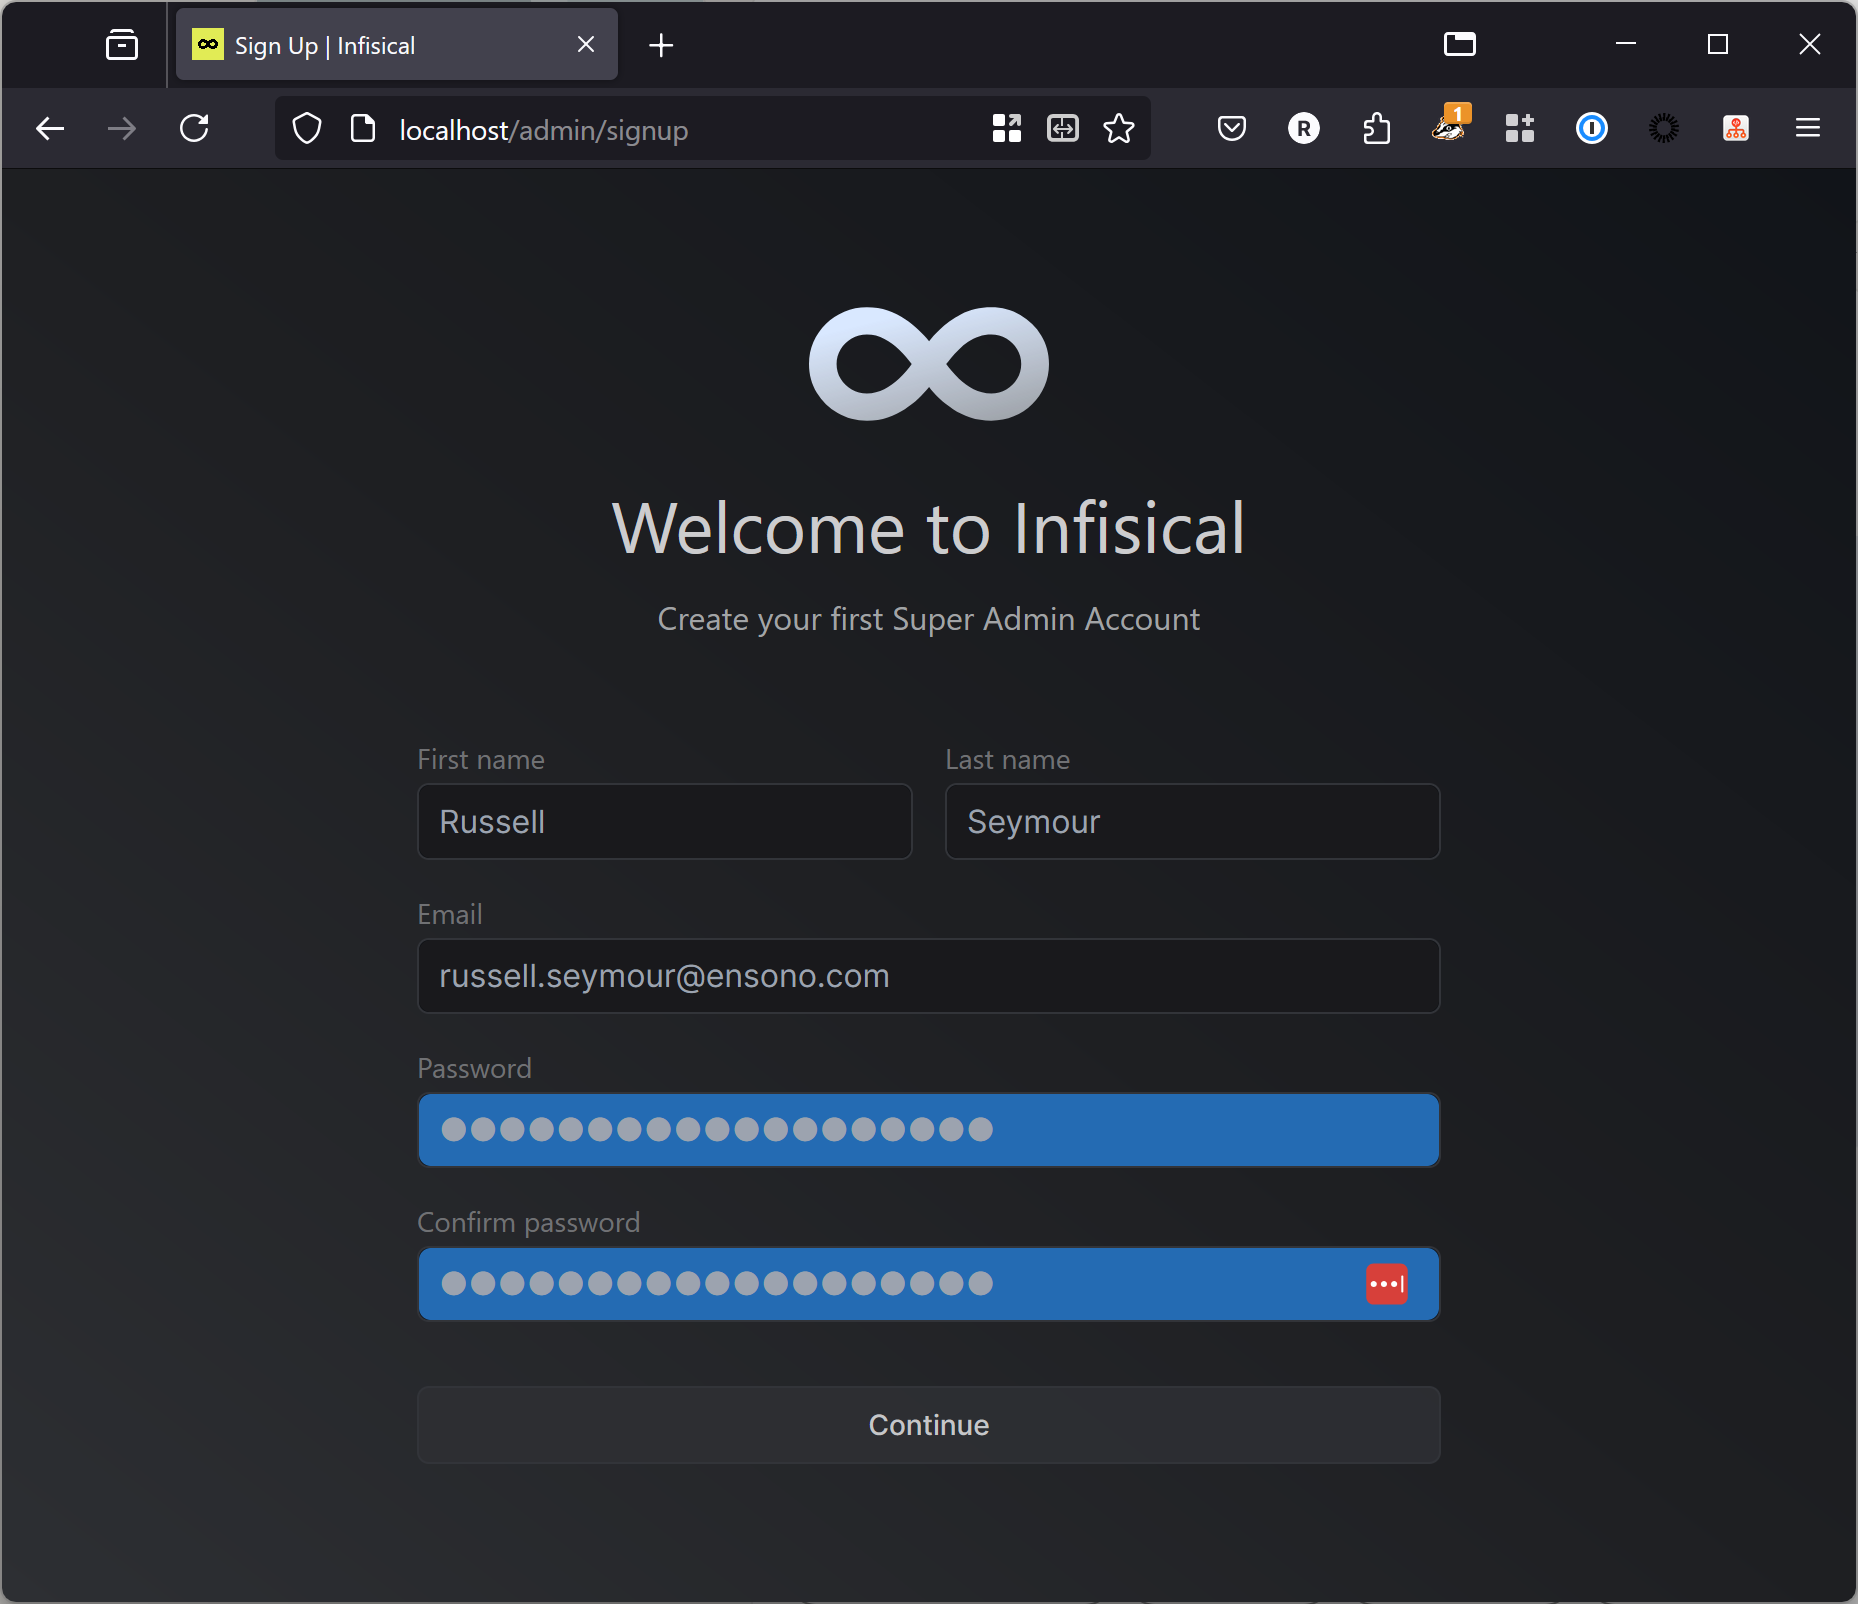 Sign Up | Infisical
localhost/admin/signup
R
1
Welcome to Infisical
Create your first Super Admin Account
First name
Last name
Russell
Seymour
Email
russell.seymour@ensono.com
Password
Confirm password
Continue